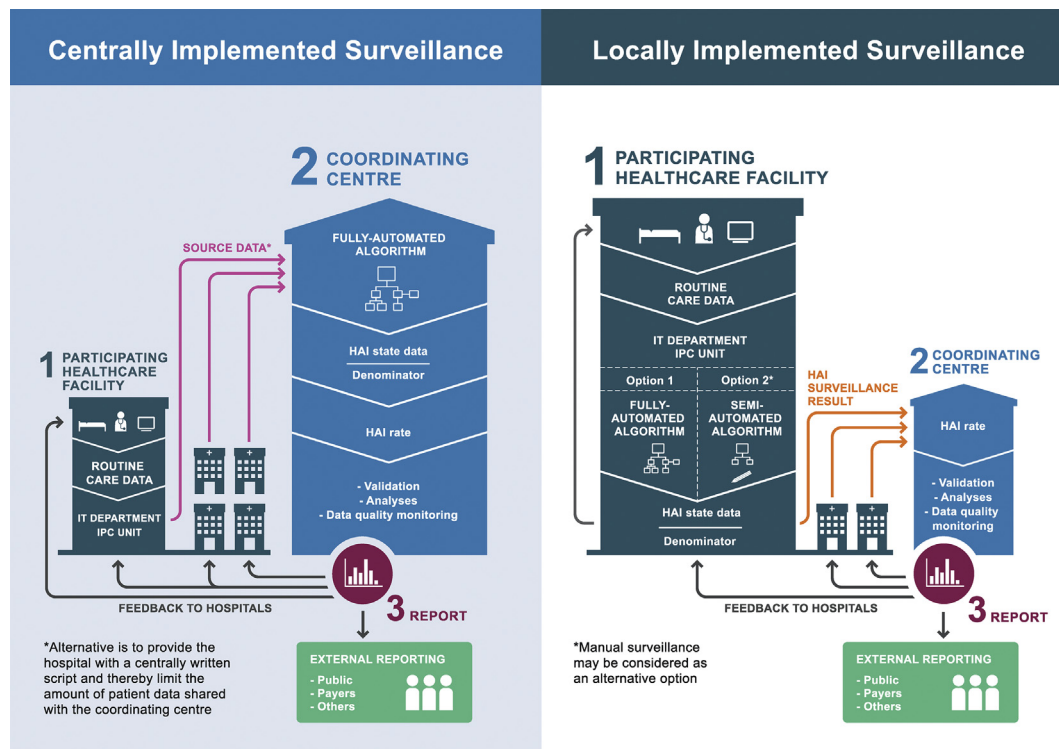 Centrally Implemented Surveillance
2 COORDINATING
CENTRE
FULLY-AUTOMATED
ALGORITHM
SOURCE DATA*
HAI state data
Denominator
HAI rate
- Validation
- Analyses
- Data quality monitoring
1 PARTICIPATING
HEALTHCARE
FACILITY
ROUTINE
CARE DATA
IT DEPARTMENT
IPC UNIT
FEEDBACK TO HOSPITALS
3 REPORT
*Alternative is to provide the
hospital with a centrally written
script and thereby limit the
amount of patient data shared
with the coordinating centre
EXTERNAL REPORTING
- Public
- Payers
- Others
Locally Implemented Surveillance
1 PARTICIPATING
HEALTHCARE FACILITY
ROUTINE
CARE DATA
IT DEPARTMENT
IPC UNIT
Option 1
FULLY-
AUTOMATED
ALGORITHM
Option 2*
SEMI-
AUTOMATED
ALGORITHM
HAI state data
Denominator
HAI
SURVEILLANCE
RESULT
2 COORDINATING
CENTRE
HAI rate
- Validation
- Analyses
- Data quality
monitoring
FEEDBACK TO HOSPITALS
3 REPORT
*Manual surveillance
may be considered as
an alternative option
EXTERNAL REPORTING
- Public
- Payers
- Others